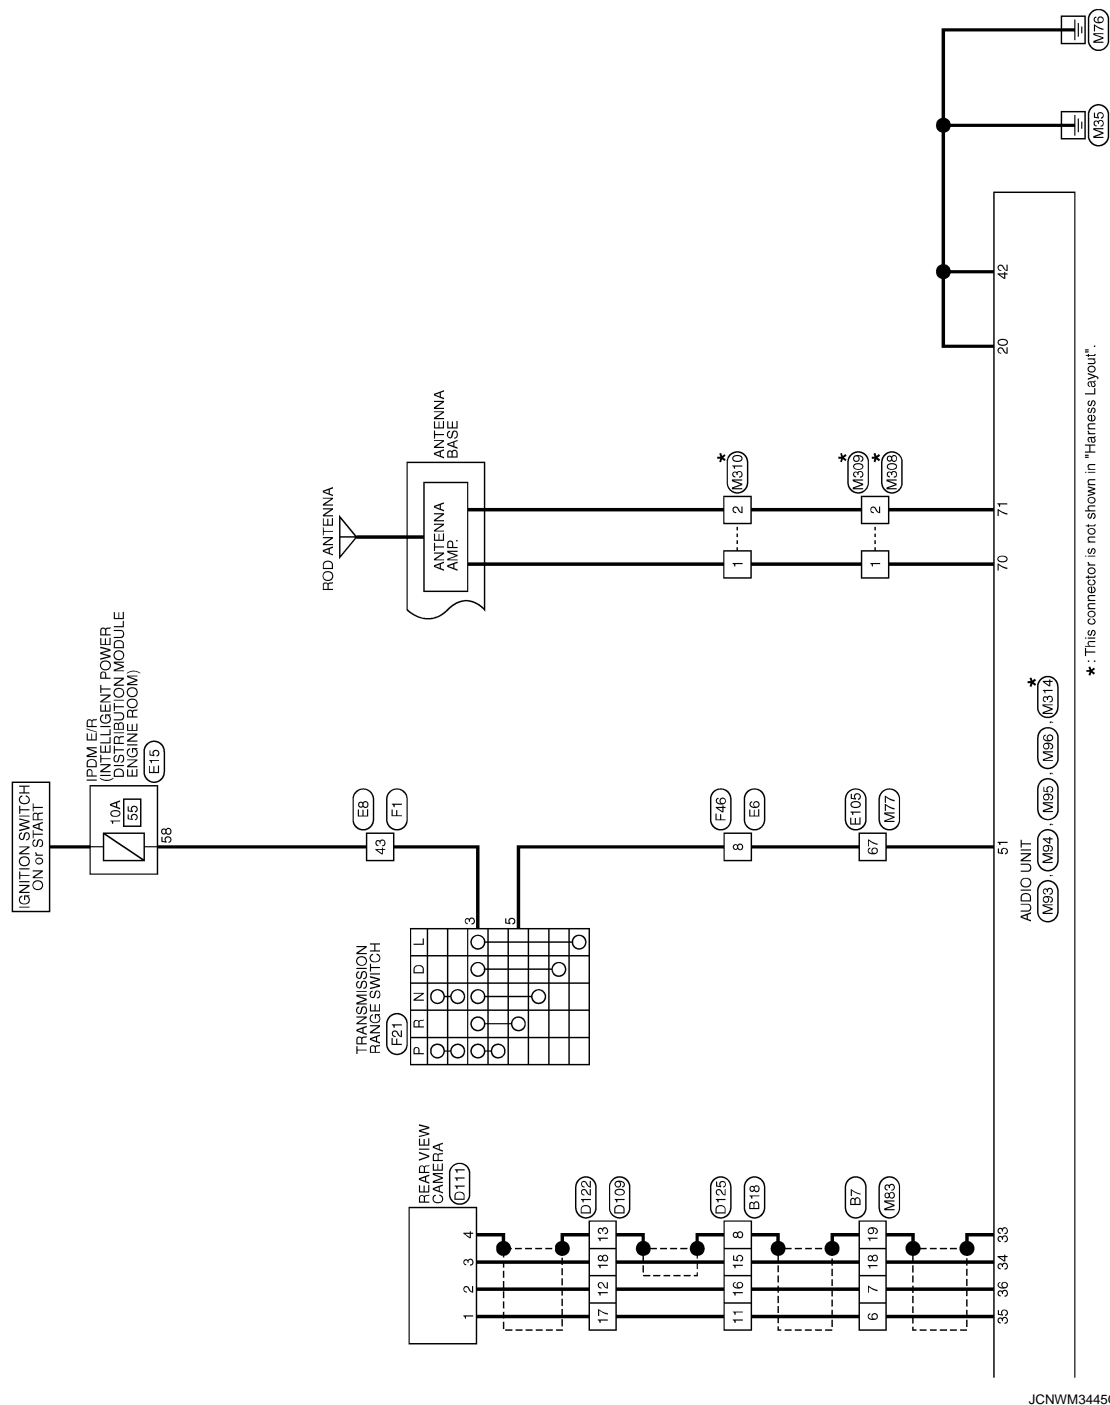 IGNITION SWITCH
ON or START
IPDM E/R
(INTELLIGENT POWER
DISTRIBUTION MODULE
ENGINE ROOM)
E15
10A
55
58
E8
F1
43
TRANSMISSION
RANGE SWITCH
F21
P R N D L
3
5
F46
E6
8
E105
M77
67
51
ROD ANTENNA
ANTENNA
BASE
ANTENNA
AMP.
* M310
1 2
* M309
* M308
1 2
70 71
20 42
M35
M76
REAR VIEW
CAMERA
D111
1 2 3 4
D122
D109
17 12 18 13
D125
B18
11 16 15 8
B7
M83
6 7 18 19
35 36 34 33
AUDIO UNIT
M93 , M94 , M95 , M96 , M314 *
* : This connector is not shown in "Harness Layout".